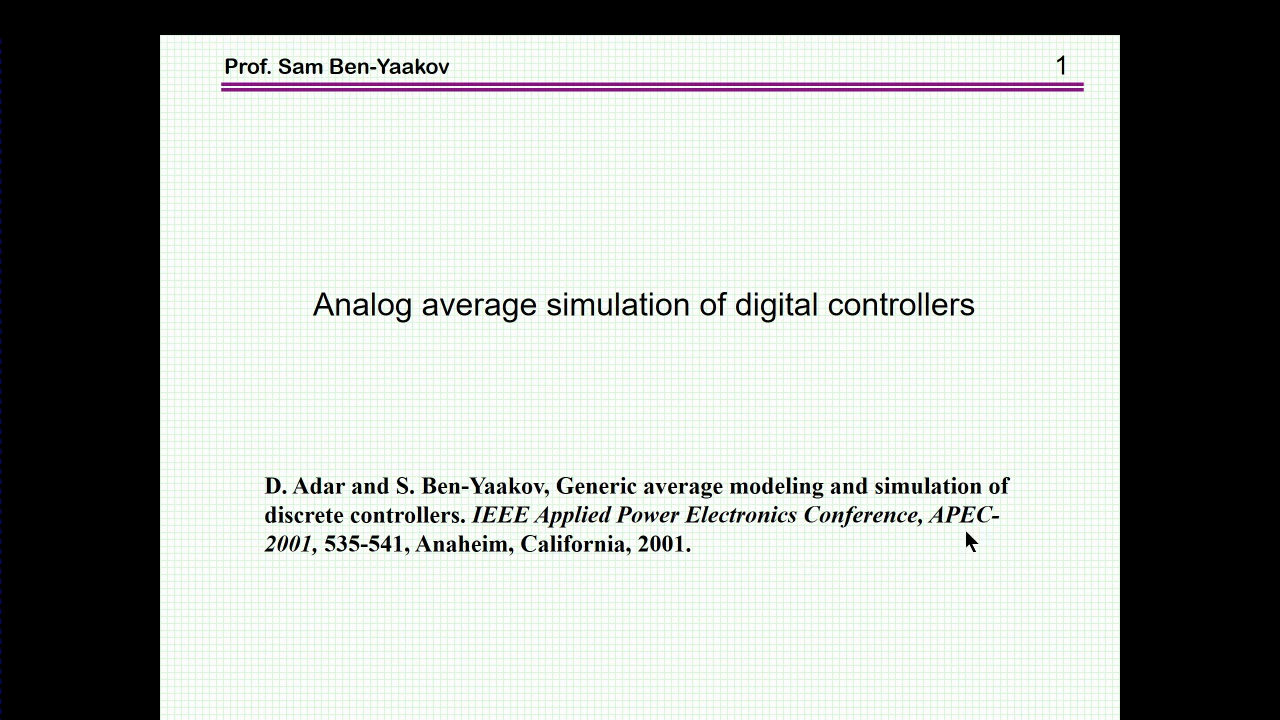 Prof. Sam Ben-Yaakov
1
Analog average simulation of digital controllers
D. Adar and S. Ben-Yaakov, Generic average modeling and simulation of
discrete controllers. IEEE Applied Power Electronics Conference, APEC-
2001, 535-541, Anaheim, California, 2001.